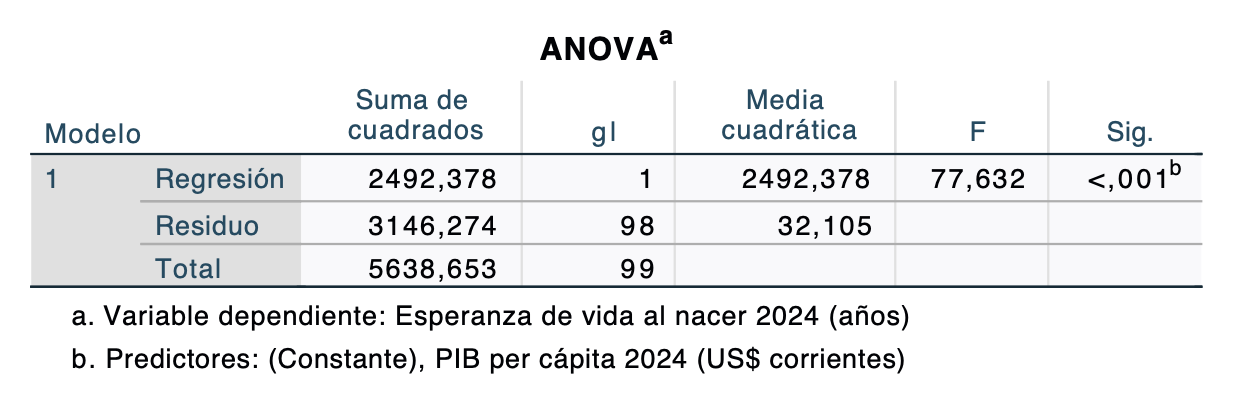 ANOVAa
Modelo Suma de cuadrados gl Media cuadrática F Sig.
1 Regresión 2492,378 1 2492,378 77,632 <,001b
Residuo 3146,274 98 32,105
Total 5638,653 99
a. Variable dependiente: Esperanza de vida al nacer 2024 (años)
b. Predictores: (Constante), PIB per cápita 2024 (US$ corrientes)